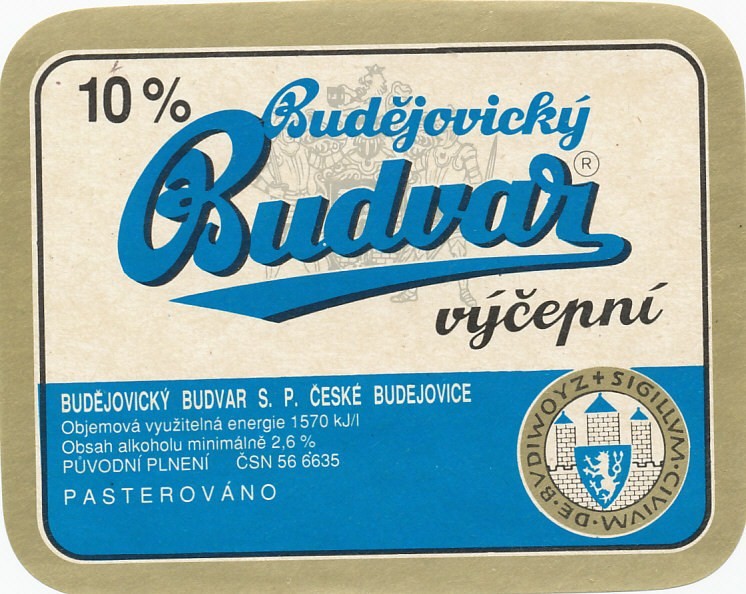 10 %
Budějovický
Budvar ®
výčepní
BUDĚJOVICKÝ BUDVAR S. P. ČESKÉ BUDEJOVICE
Objemová využitelná energie 1570 kJ/l
Obsah alkoholu minimálně 2,6 %
PŮVODNÍ PLNENÍ ČSN 56 6635
PASTEROVÁNO
+ SIGILLVM · CIVIVM · DE · BVDIWOYZ